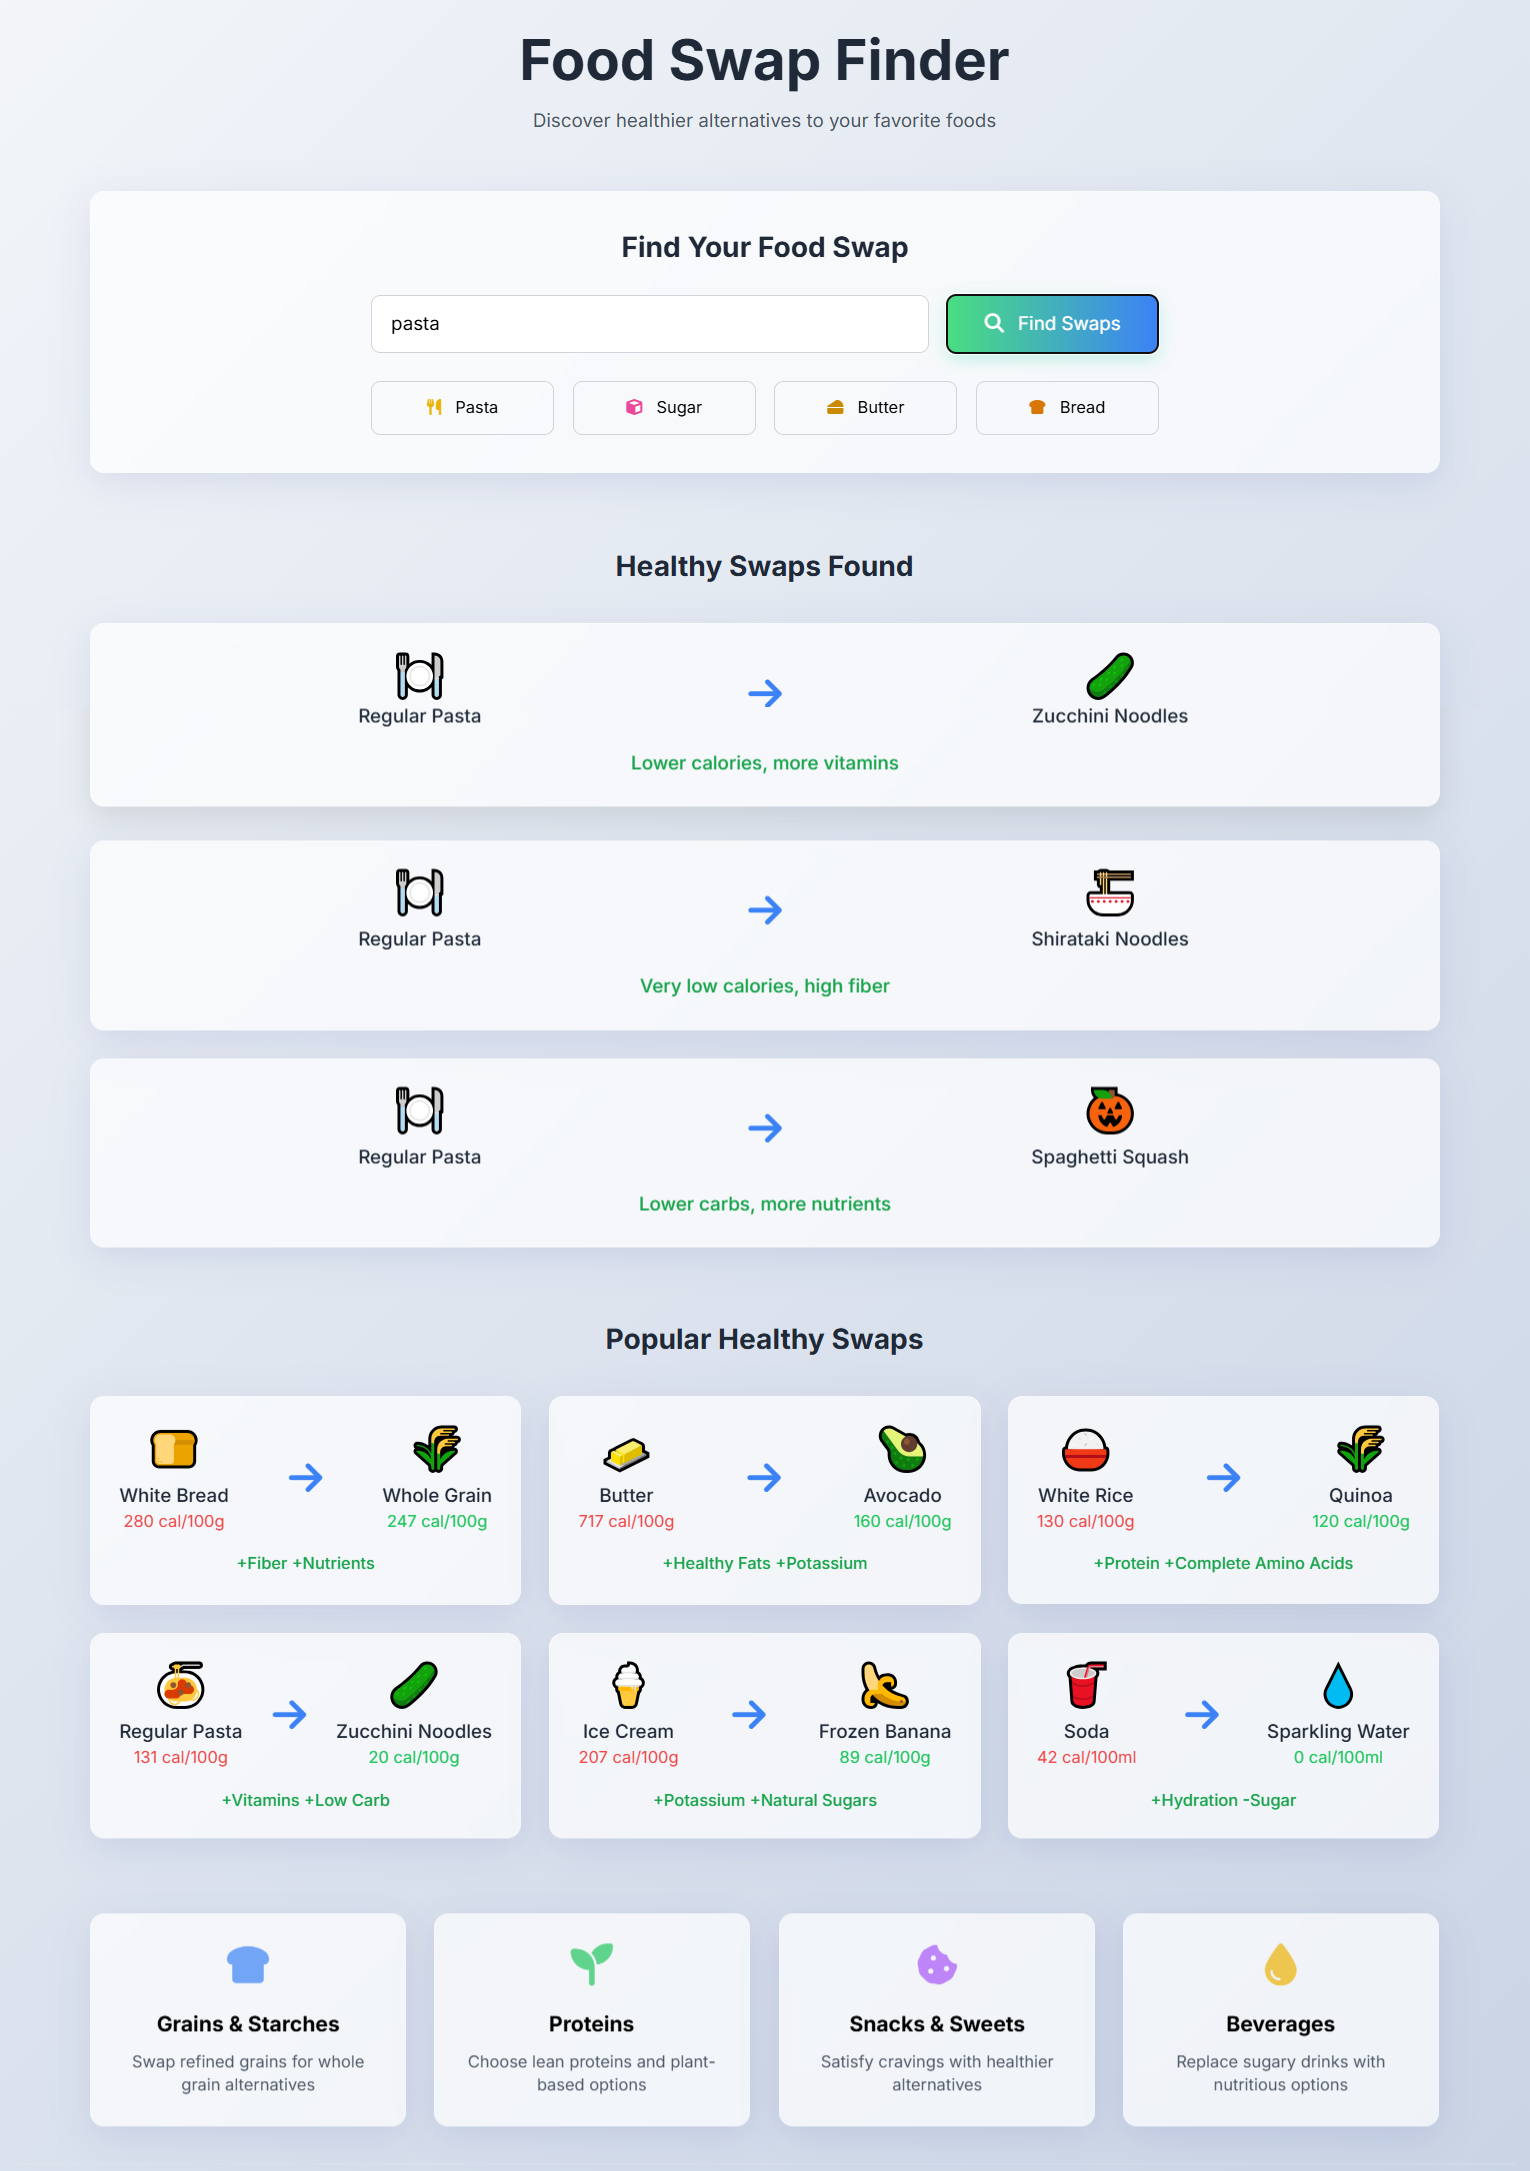 Food Swap Finder
Discover healthier alternatives to your favorite foods
Find Your Food Swap
pasta
Find Swaps
Pasta
Sugar
Butter
Bread
Healthy Swaps Found
Regular Pasta
Zucchini Noodles
Lower calories, more vitamins
Regular Pasta
Shirataki Noodles
Very low calories, high fiber
Regular Pasta
Spaghetti Squash
Lower carbs, more nutrients
Popular Healthy Swaps
White Bread
280 cal/100g
Whole Grain
247 cal/100g
+Fiber +Nutrients
Butter
717 cal/100g
Avocado
160 cal/100g
+Healthy Fats +Potassium
White Rice
130 cal/100g
Quinoa
120 cal/100g
+Protein +Complete Amino Acids
Regular Pasta
131 cal/100g
Zucchini Noodles
20 cal/100g
+Vitamins +Low Carb
Ice Cream
207 cal/100g
Frozen Banana
89 cal/100g
+Potassium +Natural Sugars
Soda
42 cal/100ml
Sparkling Water
0 cal/100ml
+Hydration -Sugar
Grains & Starches
Swap refined grains for whole
grain alternatives
Proteins
Choose lean proteins and plant-
based options
Snacks & Sweets
Satisfy cravings with healthier
alternatives
Beverages
Replace sugary drinks with
nutritious options